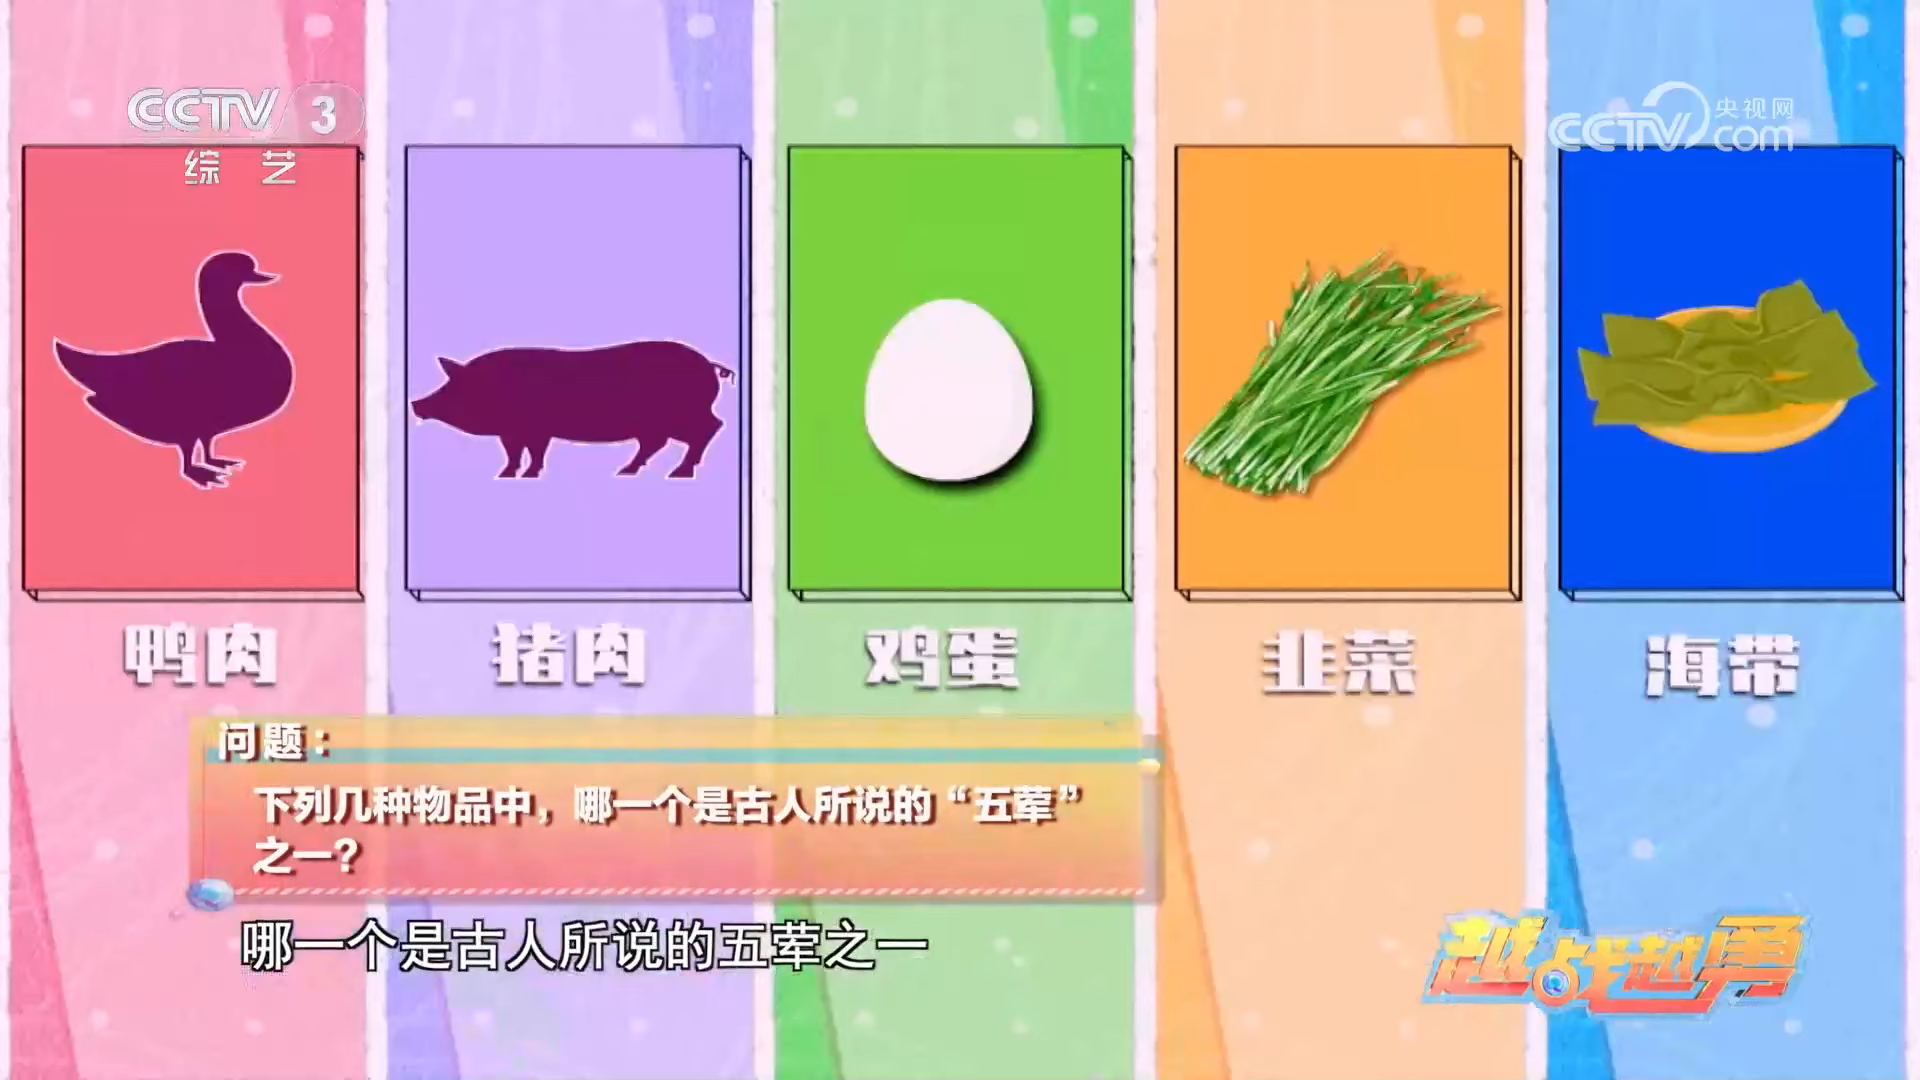 CCTV 3
综艺
央视网
CCTV.com
鸭肉
猪肉
鸡蛋
韭菜
海带
问题：
下列几种物品中，哪一个是古人所说的“五荤”
之一？
哪一个是古人所说的五荤之一
越战越勇